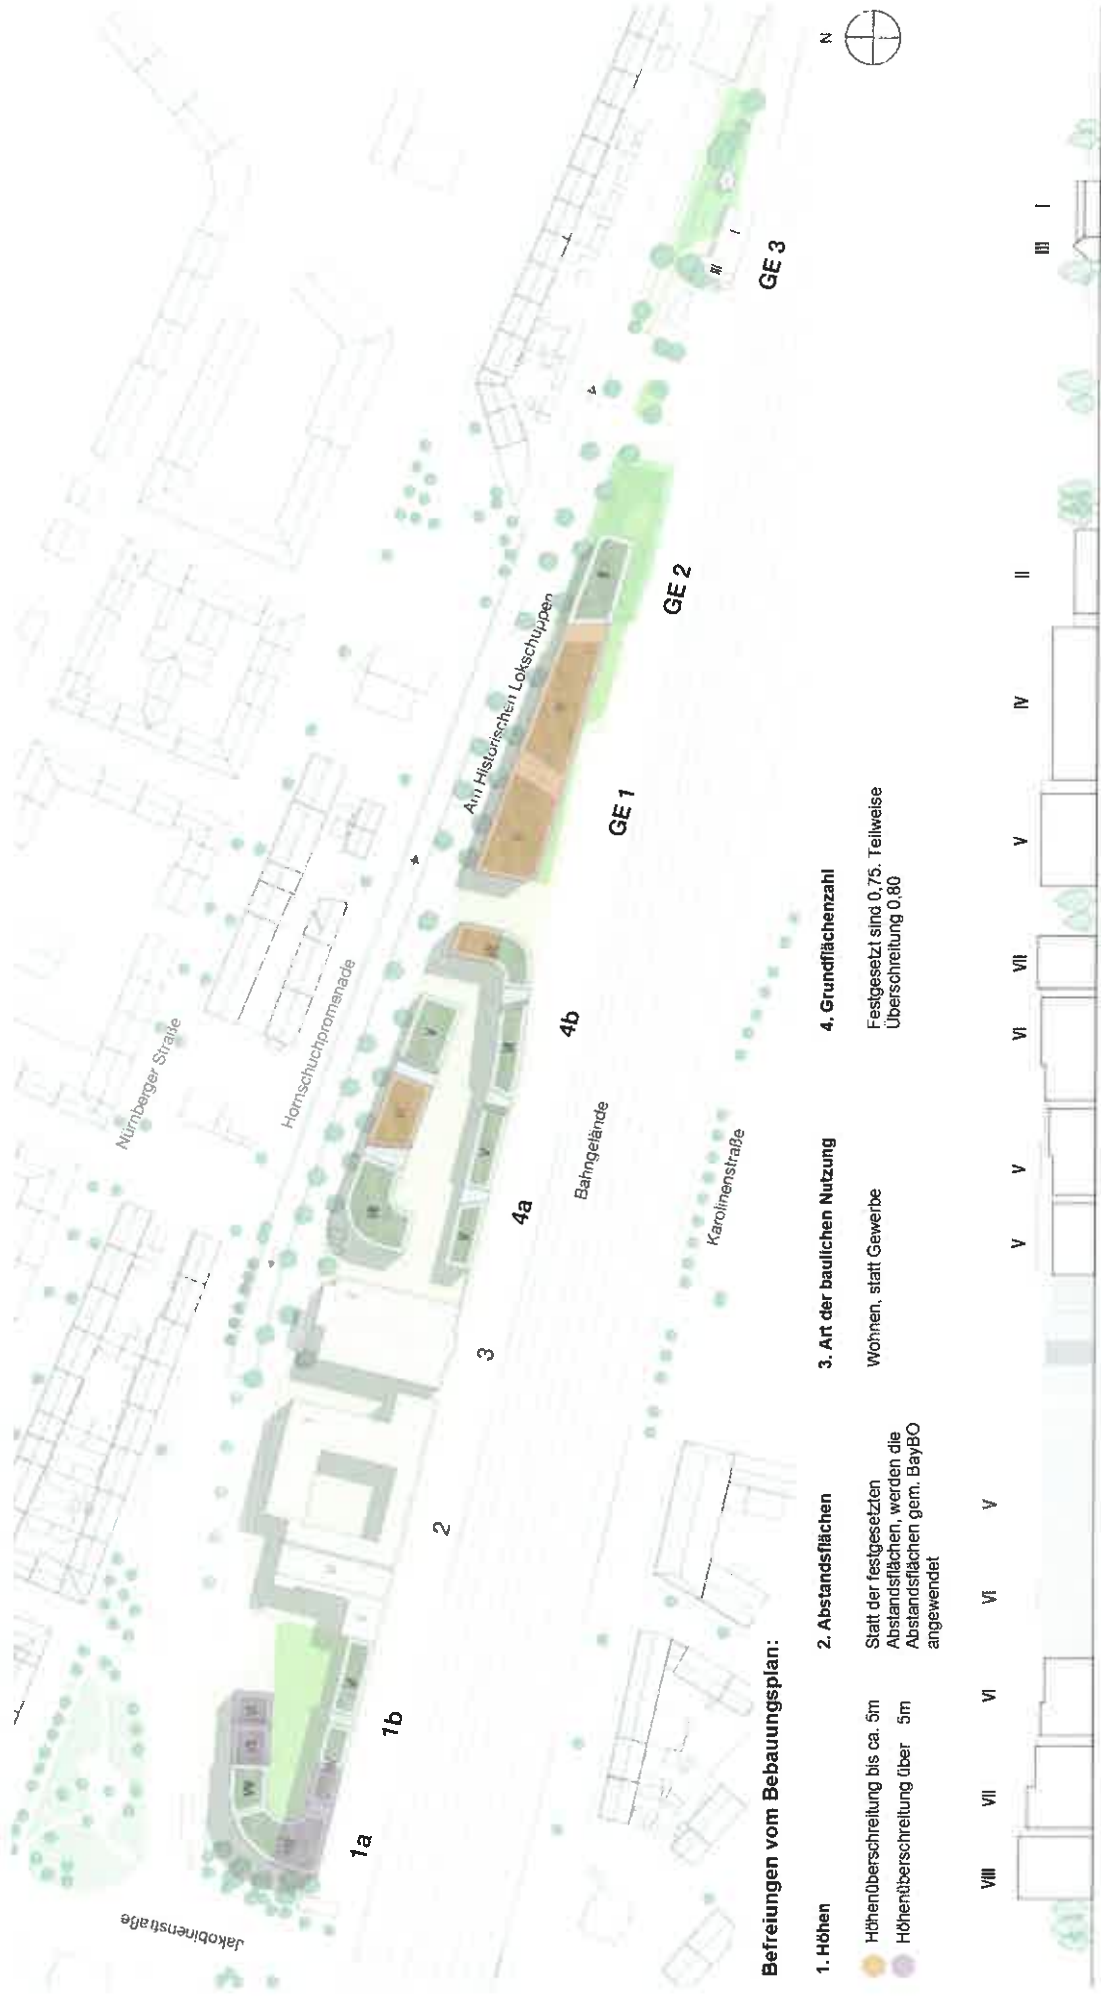 Jakobinenstraße
Nürnberger Straße
Hornschuchpromenade
Am Historischen Lokschuppen
1a
1b
2
3
4a
4b
GE 1
GE 2
GE 3
III
I
Bahngelände
Karolinenstraße
N
Befreiungen vom Bebauungsplan:
1. Höhen
Höhenüberschreitung bis ca. 5m
Höhenüberschreitung über 5m
2. Abstandsflächen
Statt der festgesetzten
Abstandsflächen, werden die
Abstandsflächen gem. BayBO
angewendet
3. Art der baulichen Nutzung
Wohnen, statt Gewerbe
4. Grundflächenzahl
Festgesetzt sind 0,75. Teilweise
Überschreitung 0,80
VIII VII VI VI V V V VI VII V IV II III I